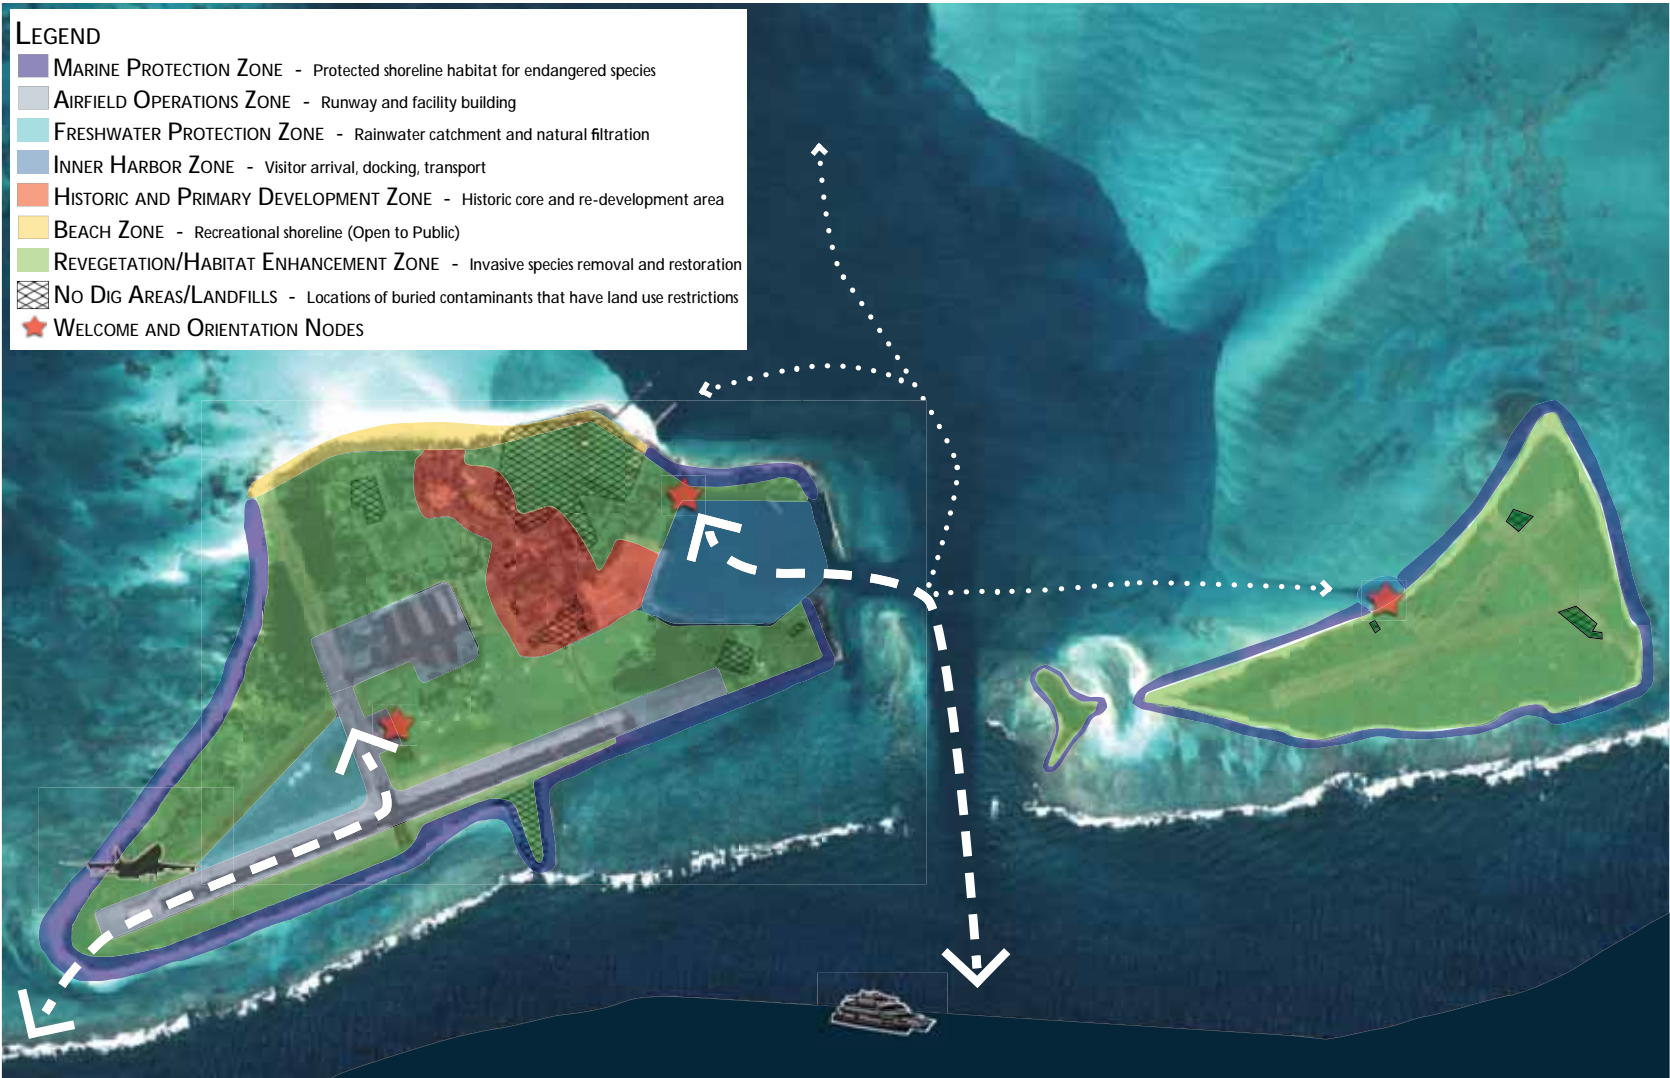 LEGEND
MARINE PROTECTION ZONE - Protected shoreline habitat for endangered species
AIRFIELD OPERATIONS ZONE - Runway and facility building
FRESHWATER PROTECTION ZONE - Rainwater catchment and natural filtration
INNER HARBOR ZONE - Visitor arrival, docking, transport
HISTORIC AND PRIMARY DEVELOPMENT ZONE - Historic core and re-development area
BEACH ZONE - Recreational shoreline (Open to Public)
REVEGETATION/HABITAT ENHANCEMENT ZONE - Invasive species removal and restoration
NO DIG AREAS/LANDFILLS - Locations of buried contaminants that have land use restrictions
WELCOME AND ORIENTATION NODES